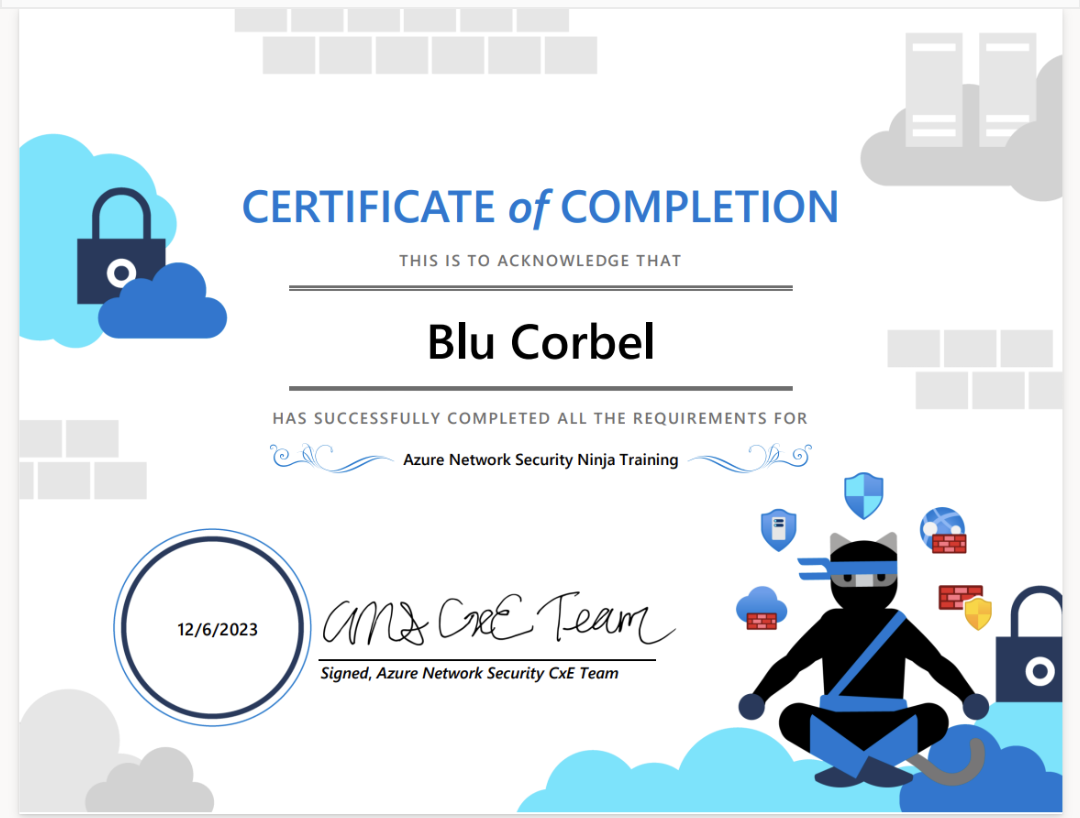 CERTIFICATE of COMPLETION
THIS IS TO ACKNOWLEDGE THAT
Blu Corbel
HAS SUCCESSFULLY COMPLETED ALL THE REQUIREMENTS FOR
Azure Network Security Ninja Training
12/6/2023
ANS CxE Team
Signed, Azure Network Security CxE Team